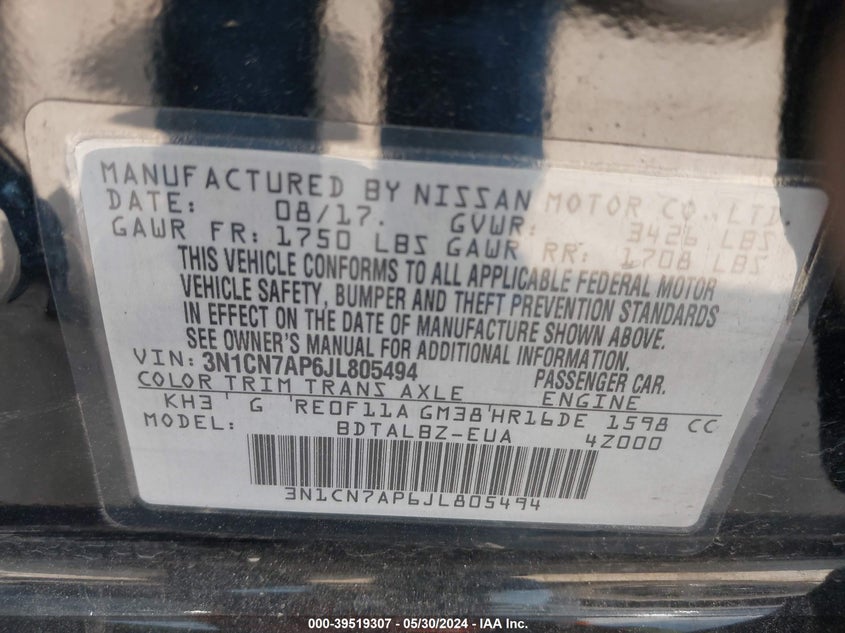 MANUFACTURED BY NISSAN MOTOR CO., LTD.
DATE: 08/17. GVWR: 3426 LBS
GAWR FR: 1750 LBS GAWR RR: 1708 LBS
THIS VEHICLE CONFORMS TO ALL APPLICABLE FEDERAL MOTOR
VEHICLE SAFETY, BUMPER AND THEFT PREVENTION STANDARDS
IN EFFECT ON THE DATE OF MANUFACTURE SHOWN ABOVE.
SEE OWNER'S MANUAL FOR ADDITIONAL INFORMATION.
VIN: 3N1CN7AP6JL805494 PASSENGER CAR.
COLOR TRIM TRANS AXLE ENGINE
KH3 G RE0F11A GM38 HR16DE 1598 CC
BDTALBZ-EUA 4Z000
3N1CN7AP6JL805494
000-39519307 - 05/30/2024 - IAA Inc.